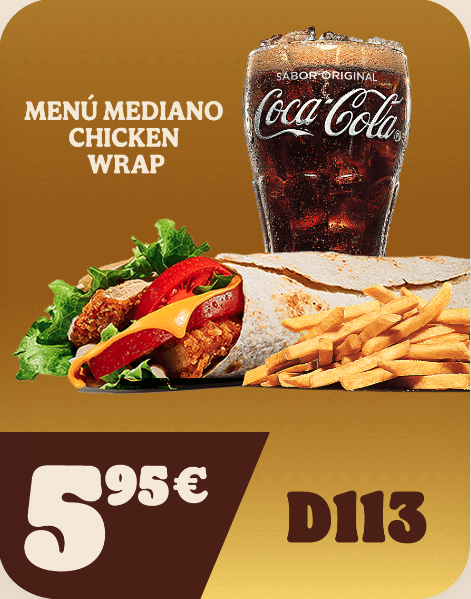 SABOR ORIGINAL
Coca-Cola
MENÚ MEDIANO
CHICKEN
WRAP
5,95€
D113